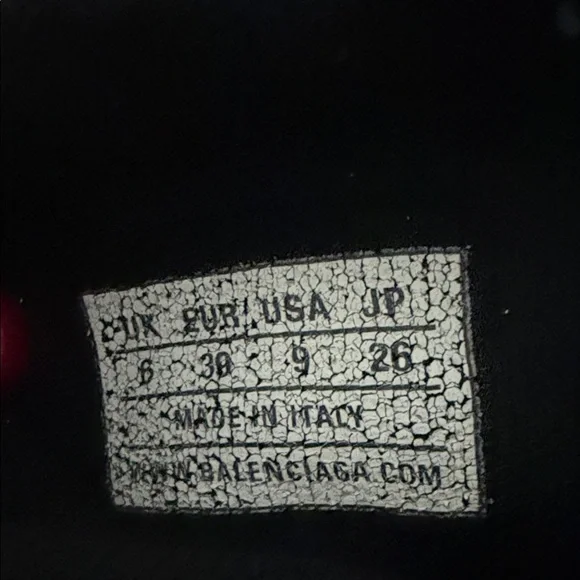 UK EUR USA JP
6 39 9 26
MADE IN ITALY
WWW.BALENCIAGA.COM